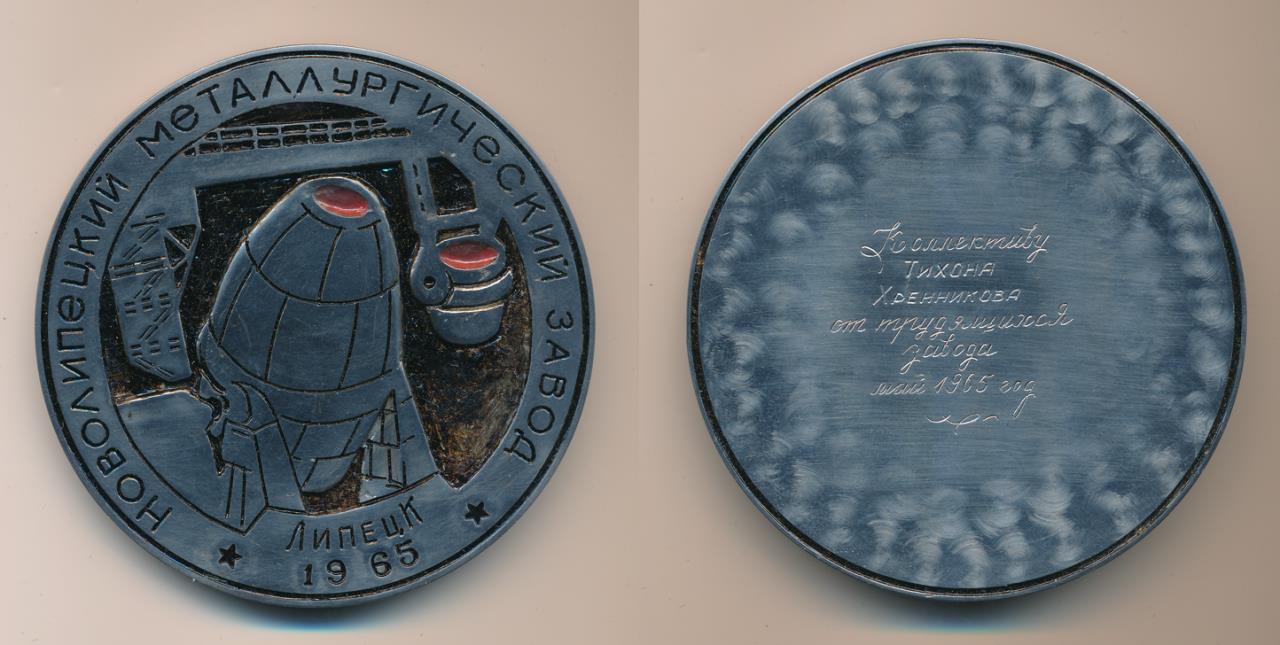 НОВОЛИПЕЦКИЙ МЕТАЛЛУРГИЧЕСКИЙ ЗАВОД
ЛИПЕЦК
1965
Коллективу
Тихона
Хренникова
от трудящихся
завода
май 1965 год